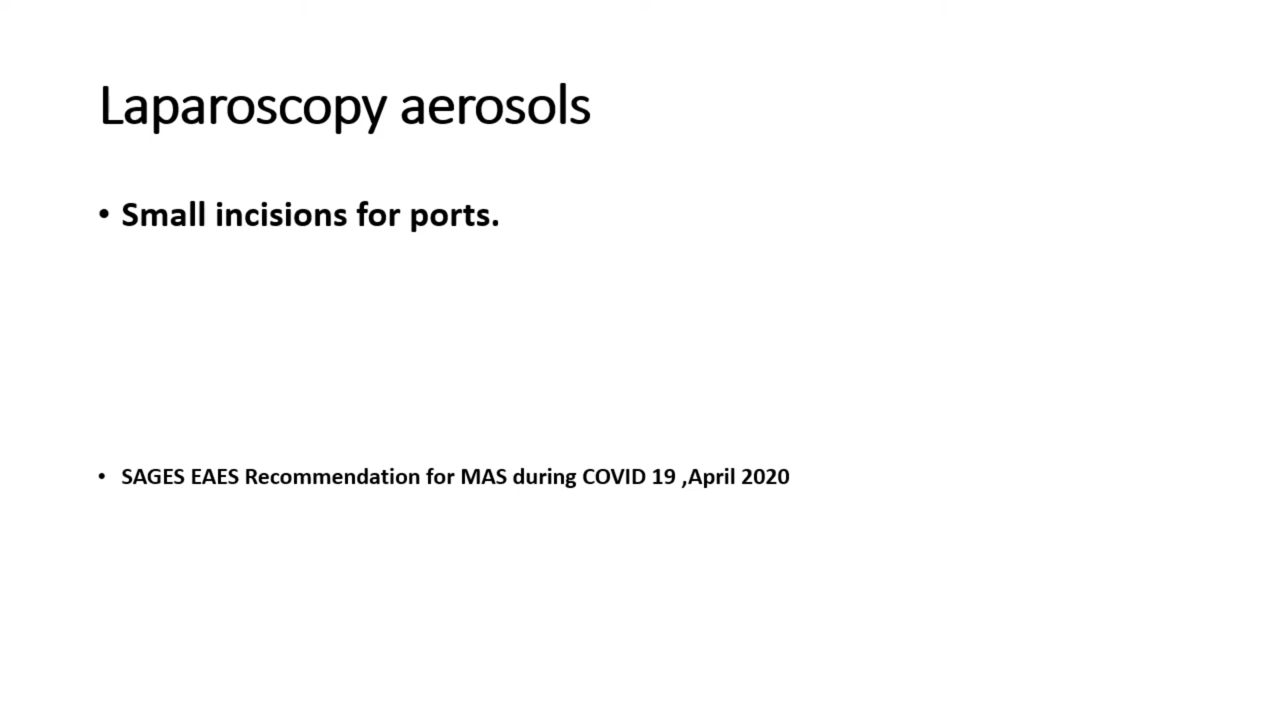 Laparoscopy aerosols
• Small incisions for ports.
• SAGES EAES Recommendation for MAS during COVID 19 ,April 2020